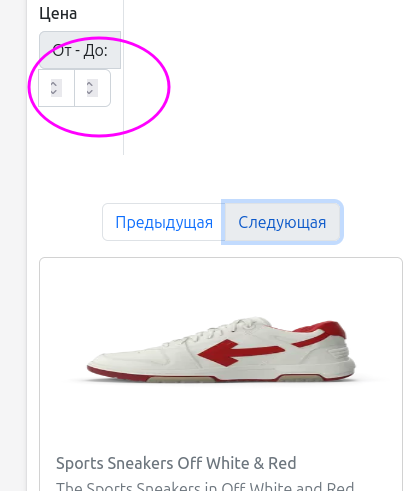 Цена
От - До:
Предыдущая
Следующая
Sports Sneakers Off White & Red
The Sports Sneakers in Off White and Red